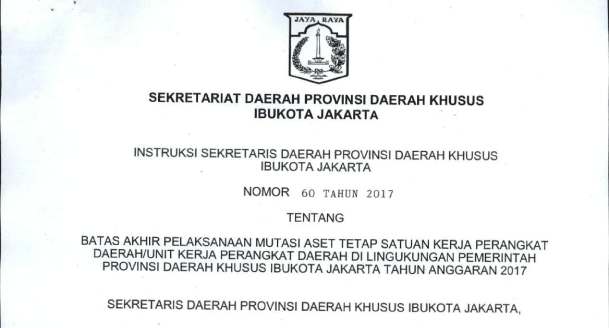 JAYA RAYA
SEKRETARIAT DAERAH PROVINSI DAERAH KHUSUS
IBUKOTA JAKARTA
INSTRUKSI SEKRETARIS DAERAH PROVINSI DAERAH KHUSUS
IBUKOTA JAKARTA
NOMOR 60 TAHUN 2017
TENTANG
BATAS AKHIR PELAKSANAAN MUTASI ASET TETAP SATUAN KERJA PERANGKAT
DAERAH/UNIT KERJA PERANGKAT DAERAH DI LINGUKUNGAN PEMERINTAH
PROVINSI DAERAH KHUSUS IBUKOTA JAKARTA TAHUN ANGGARAN 2017
SEKRETARIS DAERAH PROVINSI DAERAH KHUSUS IBUKOTA JAKARTA,